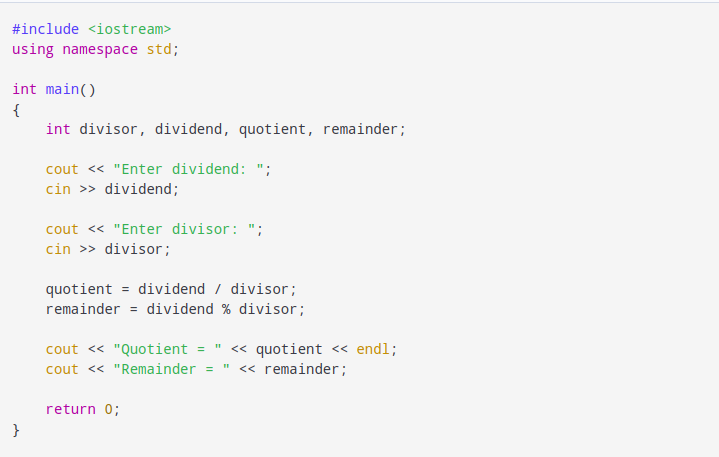 #include <iostream>
using namespace std;
int main()
{
int divisor, dividend, quotient, remainder;
cout << "Enter dividend: ";
cin >> dividend;
cout << "Enter divisor: ";
cin >> divisor;
quotient = dividend / divisor;
remainder = dividend % divisor;
cout << "Quotient = " << quotient << endl;
cout << "Remainder = " << remainder;
return 0;
}